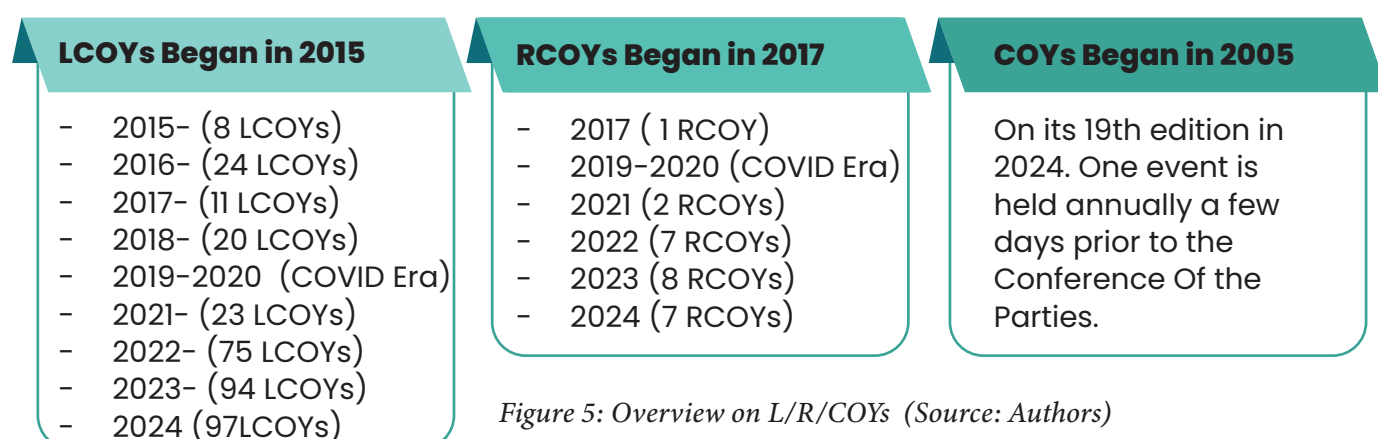 LCOYs Began in 2015
- 2015- (8 LCOYs)
- 2016- (24 LCOYs)
- 2017- (11 LCOYs)
- 2018- (20 LCOYs)
- 2019-2020 (COVID Era)
- 2021- (23 LCOYs)
- 2022- (75 LCOYs)
- 2023- (94 LCOYs)
- 2024 (97LCOYs)
RCOYs Began in 2017
- 2017 ( 1 RCOY)
- 2019-2020 (COVID Era)
- 2021 (2 RCOYs)
- 2022 (7 RCOYs)
- 2023 (8 RCOYs)
- 2024 (7 RCOYs)
COYs Began in 2005
On its 19th edition in
2024. One event is
held annually a few
days prior to the
Conference Of the
Parties.
Figure 5: Overview on L/R/COYs (Source: Authors)